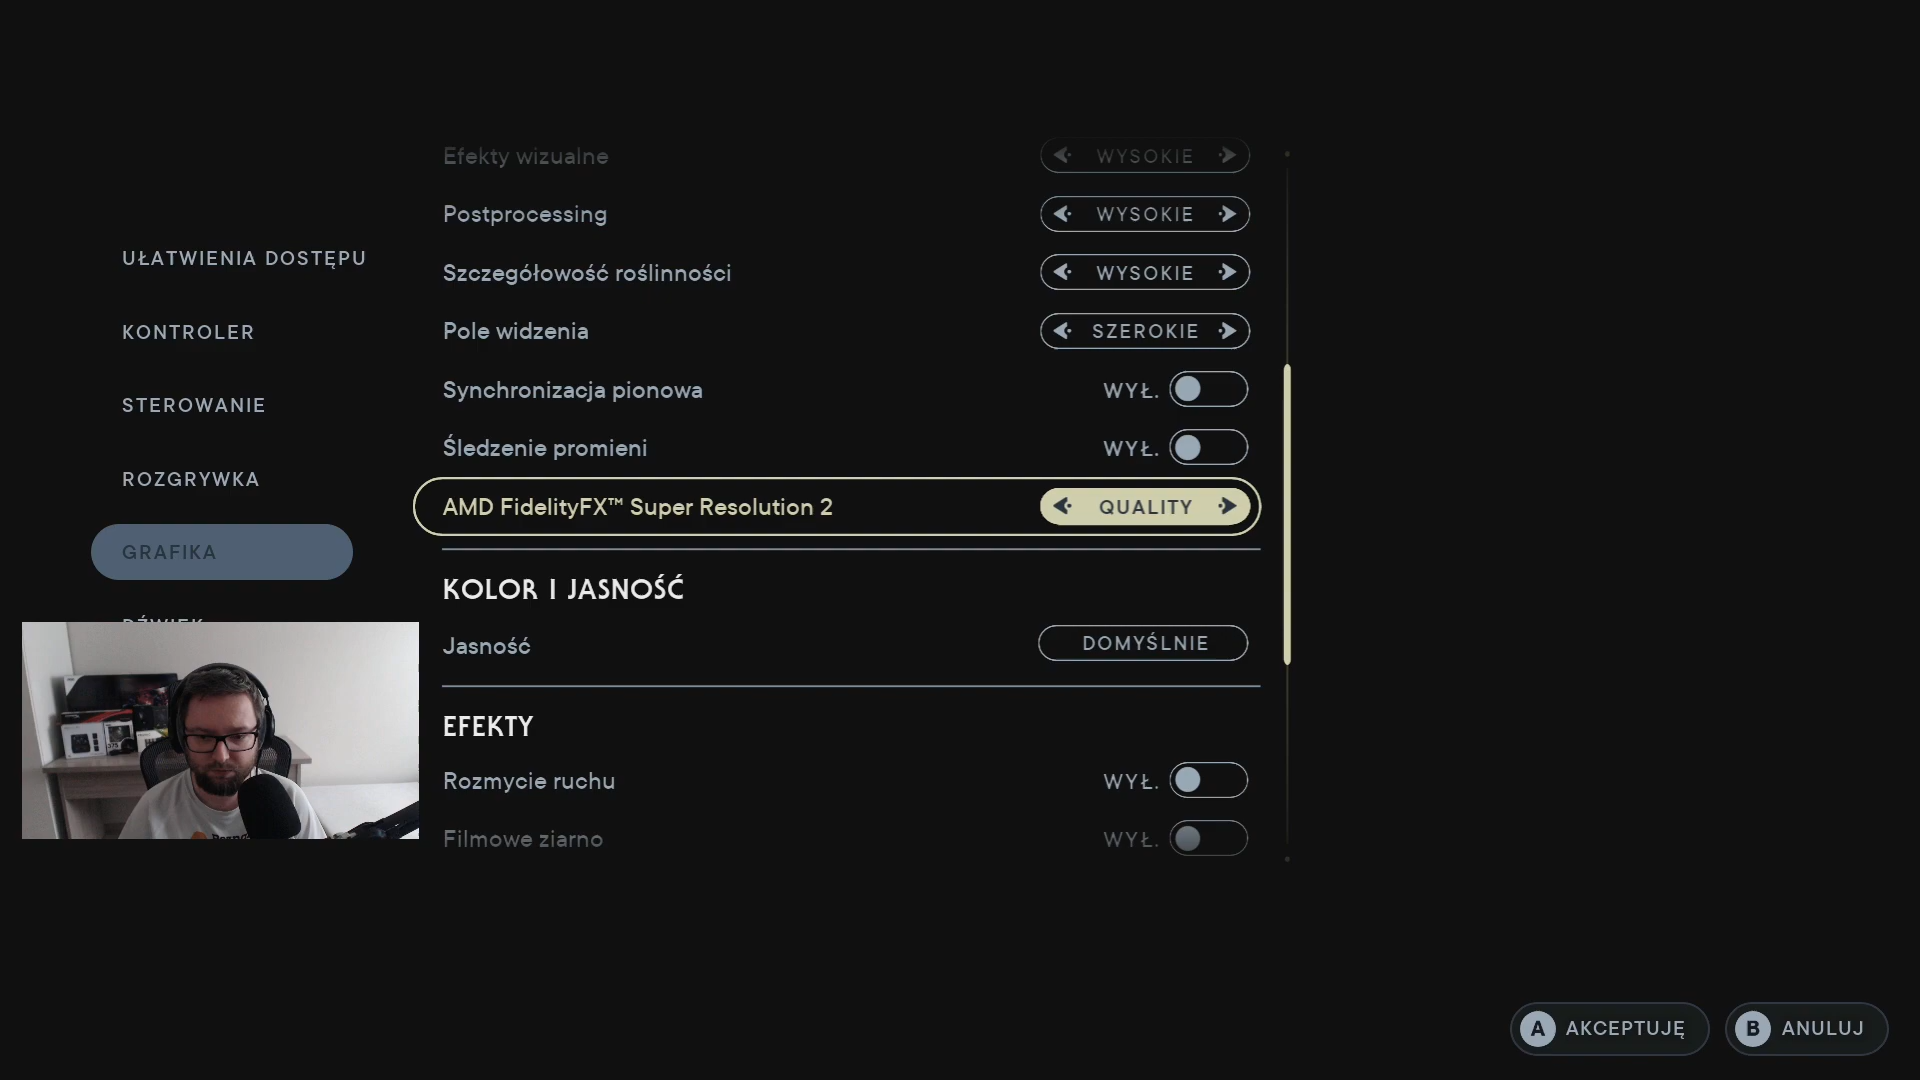 Efekty wizualne WYSOKIE
Postprocessing WYSOKIE
Szczegółowość roślinności WYSOKIE
Pole widzenia SZEROKIE
Synchronizacja pionowa WYŁ.
Śledzenie promieni WYŁ.
AMD FidelityFX™ Super Resolution 2 QUALITY
KOLOR I JASNOŚĆ
Jasność DOMYŚLNIE
EFEKTY
Rozmycie ruchu WYŁ.
Filmowe ziarno WYŁ.
UŁATWIENIA DOSTĘPU
KONTROLER
STEROWANIE
ROZGRYWKA
GRAFIKA
DŹWIĘK
A AKCEPTUJĘ
B ANULUJ